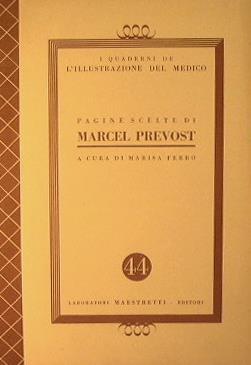 I QUADERNI DE
L'ILLUSTRAZIONE DEL MEDICO
PAGINE SCELTE DI
MARCEL PREVOST
A CURA DI MARISA FERRO
44
LABORATORI MAESTRETTI - EDITORI